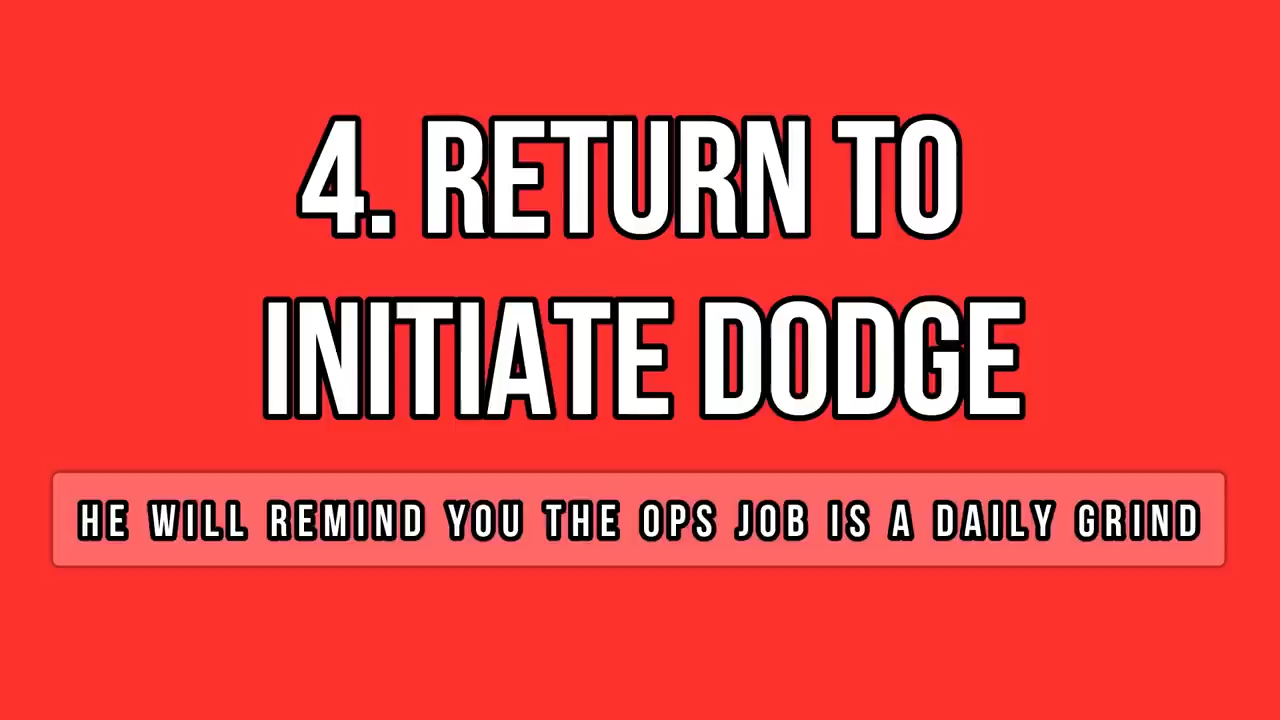 4. RETURN TO
INITIATE DODGE
HE WILL REMIND YOU THE OPS JOB IS A DAILY GRIND